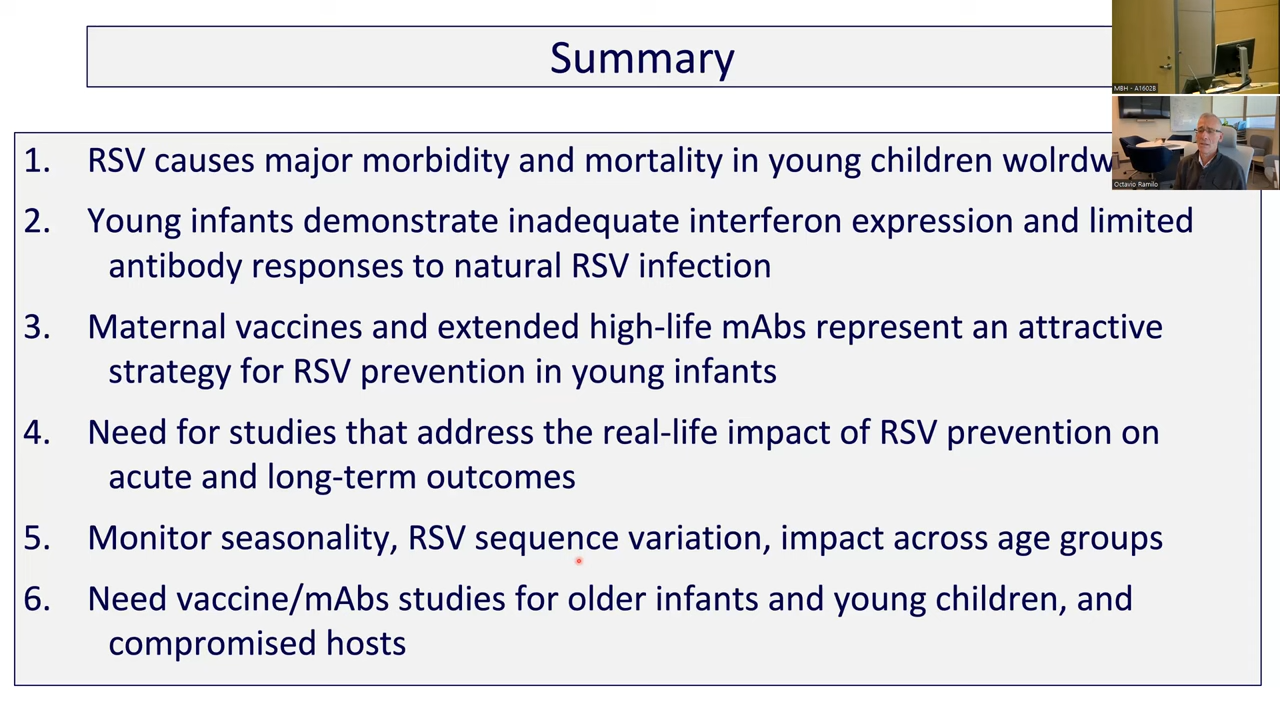 Summary
MBH - A1602B
1. RSV causes major morbidity and mortality in young children wolrdw
Octavio Ramilo
2. Young infants demonstrate inadequate interferon expression and limited
antibody responses to natural RSV infection
3. Maternal vaccines and extended high-life mAbs represent an attractive
strategy for RSV prevention in young infants
4. Need for studies that address the real-life impact of RSV prevention on
acute and long-term outcomes
5. Monitor seasonality, RSV sequence variation, impact across age groups
6. Need vaccine/mAbs studies for older infants and young children, and
compromised hosts